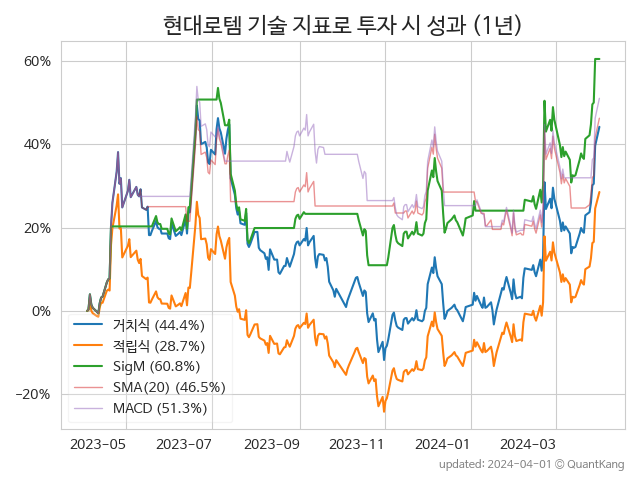 현대로템 기술 지표로 투자 시 성과 (1년)
60%
40%
20%
0%
−20%
거치식 (44.4%)
적립식 (28.7%)
SigM (60.8%)
SMA(20) (46.5%)
MACD (51.3%)
2023-05 2023-07 2023-09 2023-11 2024-01 2024-03
updated: 2024-04-01 © QuantKang